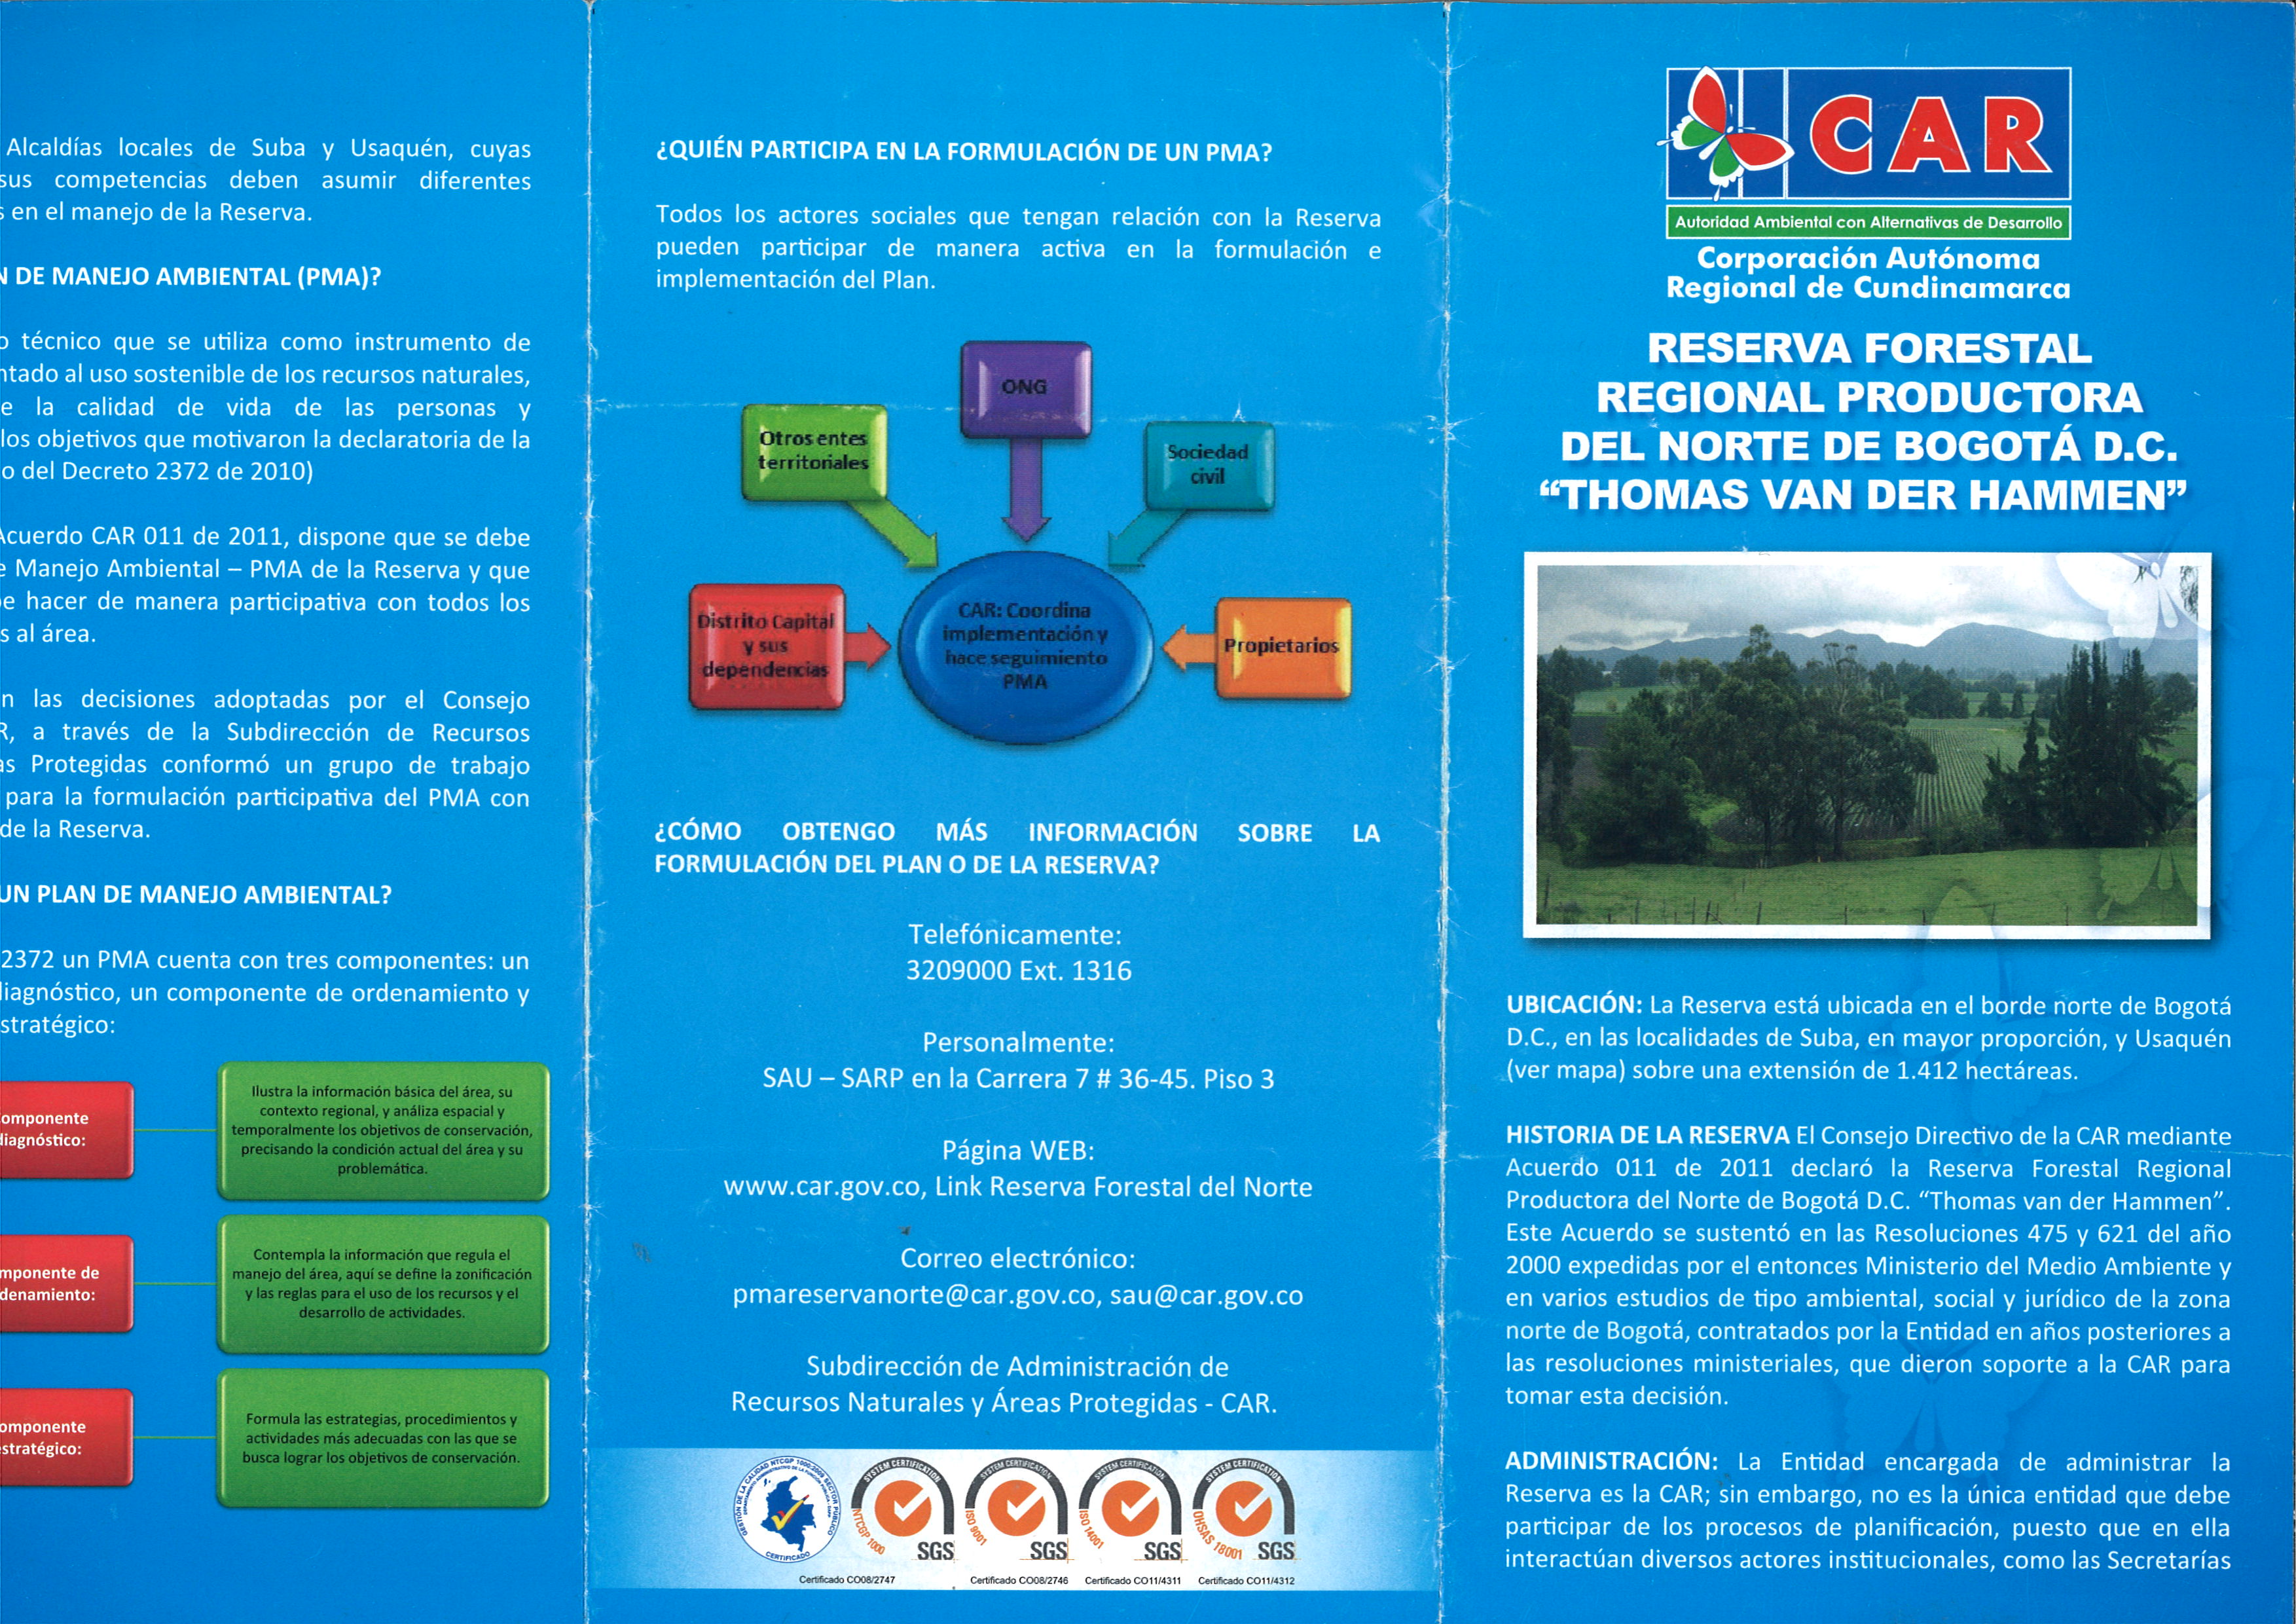 Alcaldías locales de Suba y Usaquén, cuyas
sus competencias deben asumir diferentes
en el manejo de la Reserva.
DE MANEJO AMBIENTAL (PMA)?
técnico que se utiliza como instrumento de
al uso sostenible de los recursos naturales,
la calidad de vida de las personas y
los objetivos que motivaron la declaratoria de la
del Decreto 2372 de 2010)
Acuerdo CAR 011 de 2011, dispone que se debe
Manejo Ambiental – PMA de la Reserva y que
hacer de manera participativa con todos los
al área.
las decisiones adoptadas por el Consejo
a través de la Subdirección de Recursos
Protegidas conformó un grupo de trabajo
para la formulación participativa del PMA con
de la Reserva.
UN PLAN DE MANEJO AMBIENTAL?
2372 un PMA cuenta con tres componentes: un
diagnóstico, un componente de ordenamiento y
stratégico:
omponente
diagnóstico:
Ilustra la información básica del área, su
contexto regional, y análiza espacial y
temporalmente los objetivos de conservación,
precisando la condición actual del área y su
problemática.
mponente de
denamiento:
Contempla la información que regula el
manejo del área, aquí se define la zonificación
y las reglas para el uso de los recursos y el
desarrollo de actividades.
omponente
stratégico:
Formula las estrategias, procedimientos y
actividades más adecuadas con las que se
busca lograr los objetivos de conservación.
¿QUIÉN PARTICIPA EN LA FORMULACIÓN DE UN PMA?
Todos los actores sociales que tengan relación con la Reserva
pueden participar de manera activa en la formulación e
implementación del Plan.
ONG
Otros entes
territoriales
Sociedad
civil
Distrito Capital
y sus
dependencias
CAR: Coordina
implementación y
hace seguimiento
PMA
Propietarios
¿CÓMO OBTENGO MÁS INFORMACIÓN SOBRE LA
FORMULACIÓN DEL PLAN O DE LA RESERVA?
Telefónicamente:
3209000 Ext. 1316
Personalmente:
SAU – SARP en la Carrera 7 # 36-45. Piso 3
Página WEB:
www.car.gov.co, Link Reserva Forestal del Norte
Correo electrónico:
pmareservanorte@car.gov.co, sau@car.gov.co
Subdirección de Administración de
Recursos Naturales y Áreas Protegidas - CAR.
GESTIÓN DE LA CALIDAD NTCGP 1000:2009 SECTOR PÚBLICO
CERTIFICADO
SYSTEM CERTIFICATION
NTCGP 1000
SGS
SYSTEM CERTIFICATION
ISO 9001
SGS
SYSTEM CERTIFICATION
ISO 14001
SGS
SYSTEM CERTIFICATION
OHSAS 18001
SGS
Certificado CO08/2747
Certificado CO08/2746
Certificado CO11/4311
Certificado CO11/4312
CAR
Autoridad Ambiental con Alternativas de Desarrollo
Corporación Autónoma
Regional de Cundinamarca
RESERVA FORESTAL
REGIONAL PRODUCTORA
DEL NORTE DE BOGOTÁ D.C.
“THOMAS VAN DER HAMMEN”
UBICACIÓN: La Reserva está ubicada en el borde norte de Bogotá
D.C., en las localidades de Suba, en mayor proporción, y Usaquén
(ver mapa) sobre una extensión de 1.412 hectáreas.
HISTORIA DE LA RESERVA El Consejo Directivo de la CAR mediante
Acuerdo 011 de 2011 declaró la Reserva Forestal Regional
Productora del Norte de Bogotá D.C. “Thomas van der Hammen”.
Este Acuerdo se sustentó en las Resoluciones 475 y 621 del año
2000 expedidas por el entonces Ministerio del Medio Ambiente y
en varios estudios de tipo ambiental, social y jurídico de la zona
norte de Bogotá, contratados por la Entidad en años posteriores a
las resoluciones ministeriales, que dieron soporte a la CAR para
tomar esta decisión.
ADMINISTRACIÓN: La Entidad encargada de administrar la
Reserva es la CAR; sin embargo, no es la única entidad que debe
participar de los procesos de planificación, puesto que en ella
interactúan diversos actores institucionales, como las Secretarías